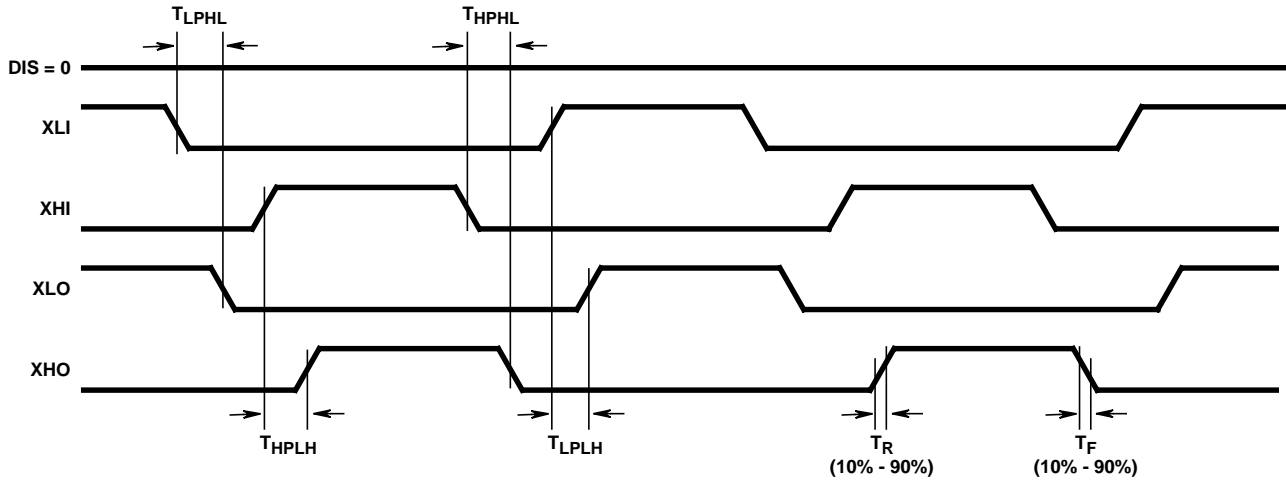 TLPHL THPHL
DIS = 0
XLI
XHI
XLO
XHO
THPLH TLPLH TR TF
(10% - 90%) (10% - 90%)